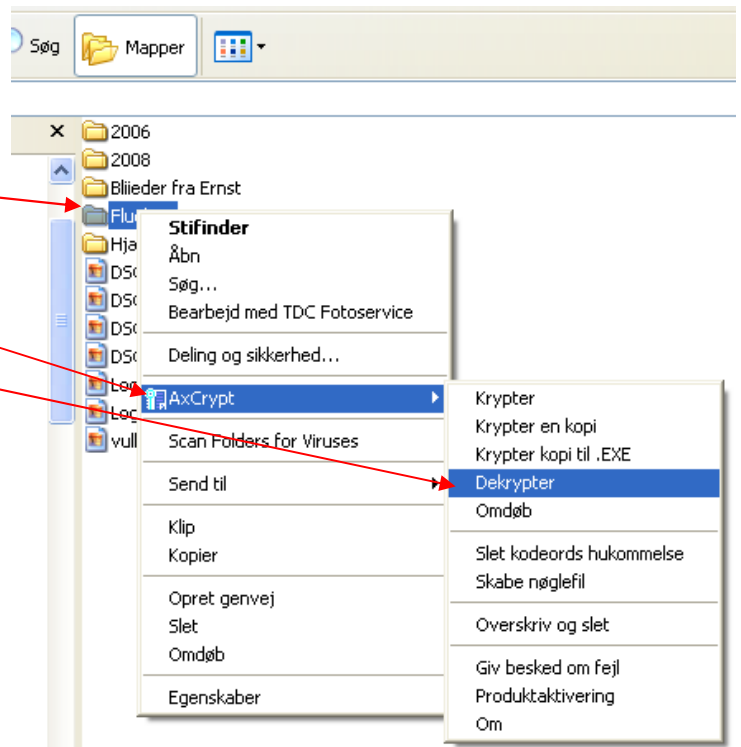 Søg
Mapper
2006
2008
Bliieder fra Ernst
Stifinder
Åbn
Søg...
Bearbejd med TDC Fotoservice
Deling og sikkerhed...
AxCrypt
Scan Folders for Viruses
Send til
Klip
Kopier
Opret genvej
Slet
Omdøb
Egenskaber
Krypter
Krypter en kopi
Krypter kopi til .EXE
Dekrypter
Omdøb
Slet kodeords hukommelse
Skabe nøglefil
Overskriv og slet
Giv besked om fejl
Produktaktivering
Om